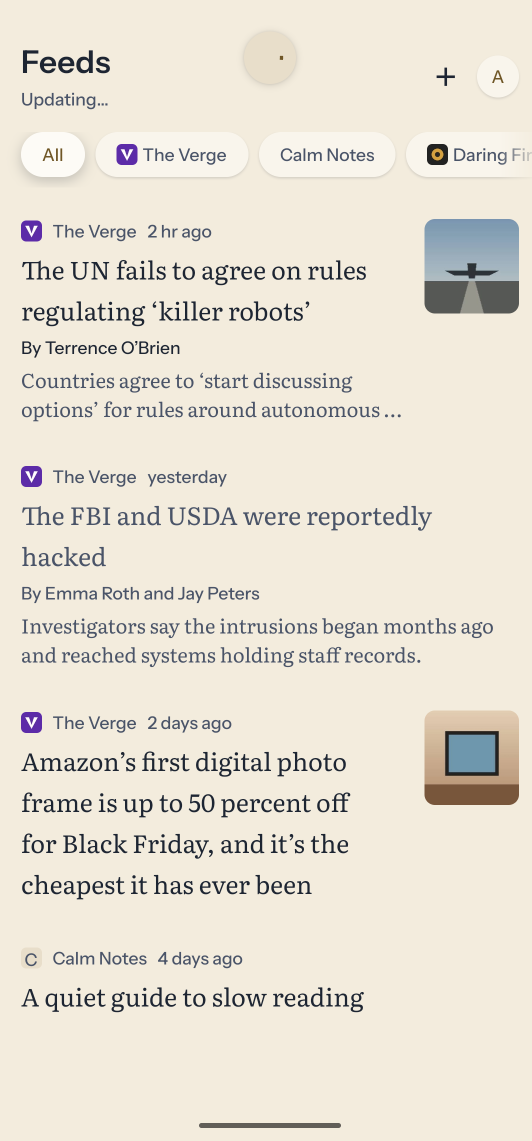 Feeds
Updating...
A
All
The Verge
Calm Notes
Daring Fir
The Verge 2 hr ago
The UN fails to agree on rules
regulating ‘killer robots’
By Terrence O’Brien
Countries agree to ‘start discussing
options’ for rules around autonomous ...
The Verge yesterday
The FBI and USDA were reportedly
hacked
By Emma Roth and Jay Peters
Investigators say the intrusions began months ago
and reached systems holding staff records.
The Verge 2 days ago
Amazon’s first digital photo
frame is up to 50 percent off
for Black Friday, and it’s the
cheapest it has ever been
C Calm Notes 4 days ago
A quiet guide to slow reading